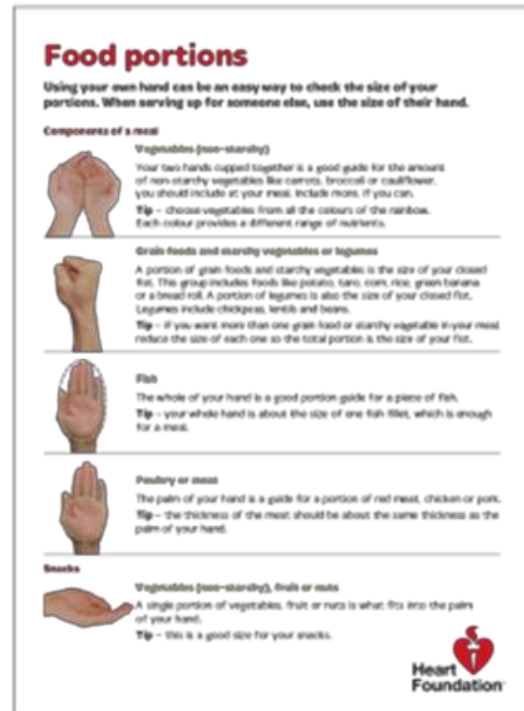 Food portions
Using your own hand can be an easy way to check the size of your
portions. When serving up for someone else, use the size of their hand.
Components of a meal
Vegetables (non-starchy)
Your two hands cupped together is a good guide for the amount
of non-starchy vegetables like carrots, broccoli or cauliflower,
you should include at your meal. Include more, if you can.
Tip – choose vegetables from all the colours of the rainbow.
Each colour provides a different range of nutrients.
Grain foods and starchy vegetables or legumes
A portion of grain foods and starchy vegetables is the size of your closed
fist. This group includes foods like potato, taro, corn, rice, green banana
or a bread roll. A portion of legumes is also the size of your closed fist.
Legumes include chickpeas, lentils and beans.
Tip – if you want more than one grain food or starchy vegetable in your meal
reduce the size of each one so the total portion is the size of your fist.
Fish
The whole of your hand is a good portion guide for a piece of fish.
Tip – your whole hand is about the size of one fish fillet, which is enough
for a meal.
Poultry or meat
The palm of your hand is a guide for a portion of red meat, chicken or pork.
Tip – the thickness of the meat should be about the same thickness as the
palm of your hand.
Snacks
Vegetables (non-starchy), fruit or nuts
A single portion of vegetables, fruit or nuts is what fits into the palm
of your hand.
Tip – this is a good size for your snacks.
Heart
Foundation